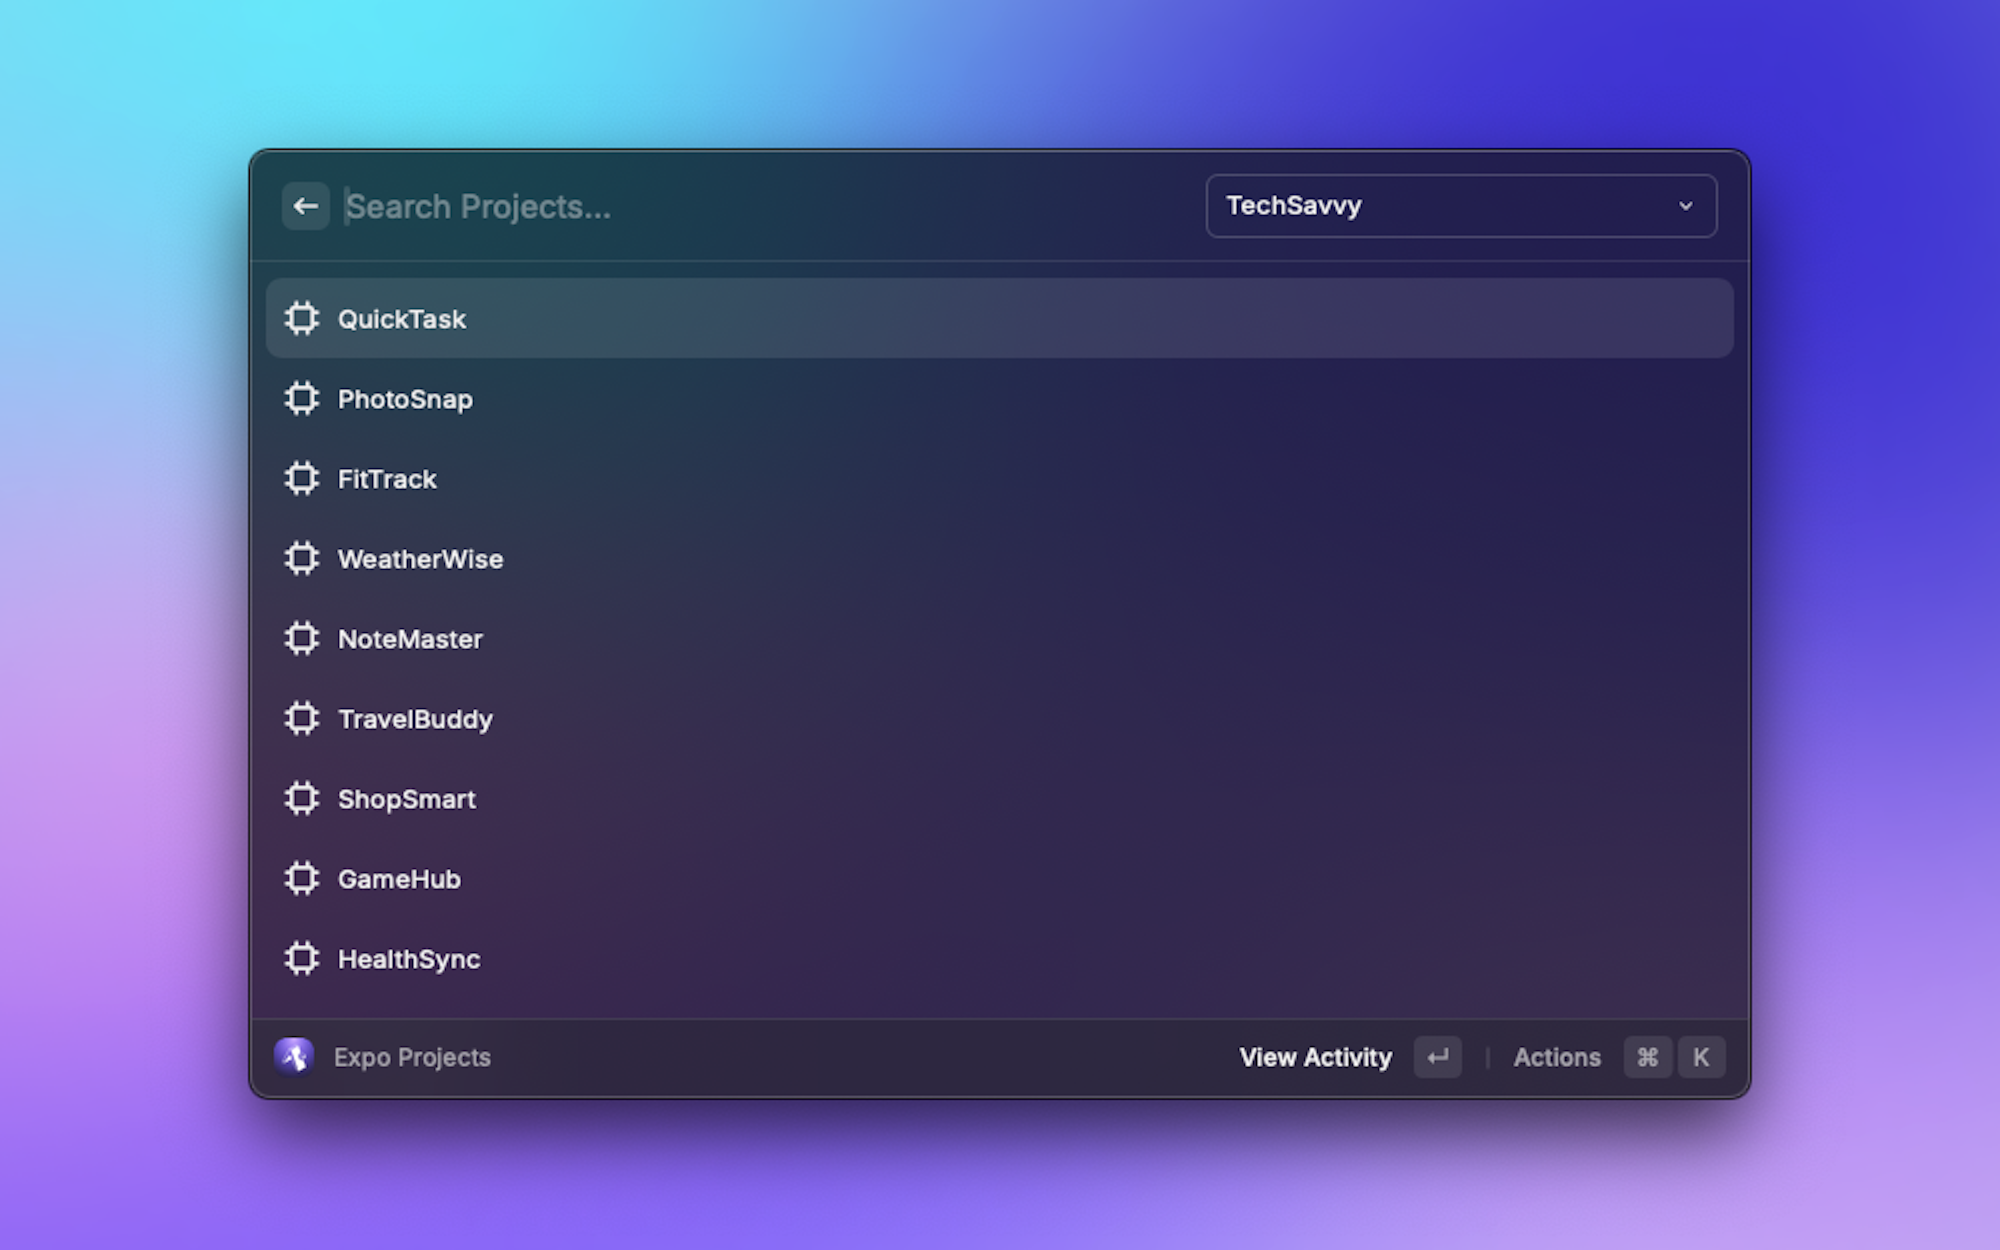 Search Projects...
TechSavvy
QuickTask
PhotoSnap
FitTrack
WeatherWise
NoteMaster
TravelBuddy
ShopSmart
GameHub
HealthSync
Expo Projects
View Activity ↵ | Actions ⌘ K